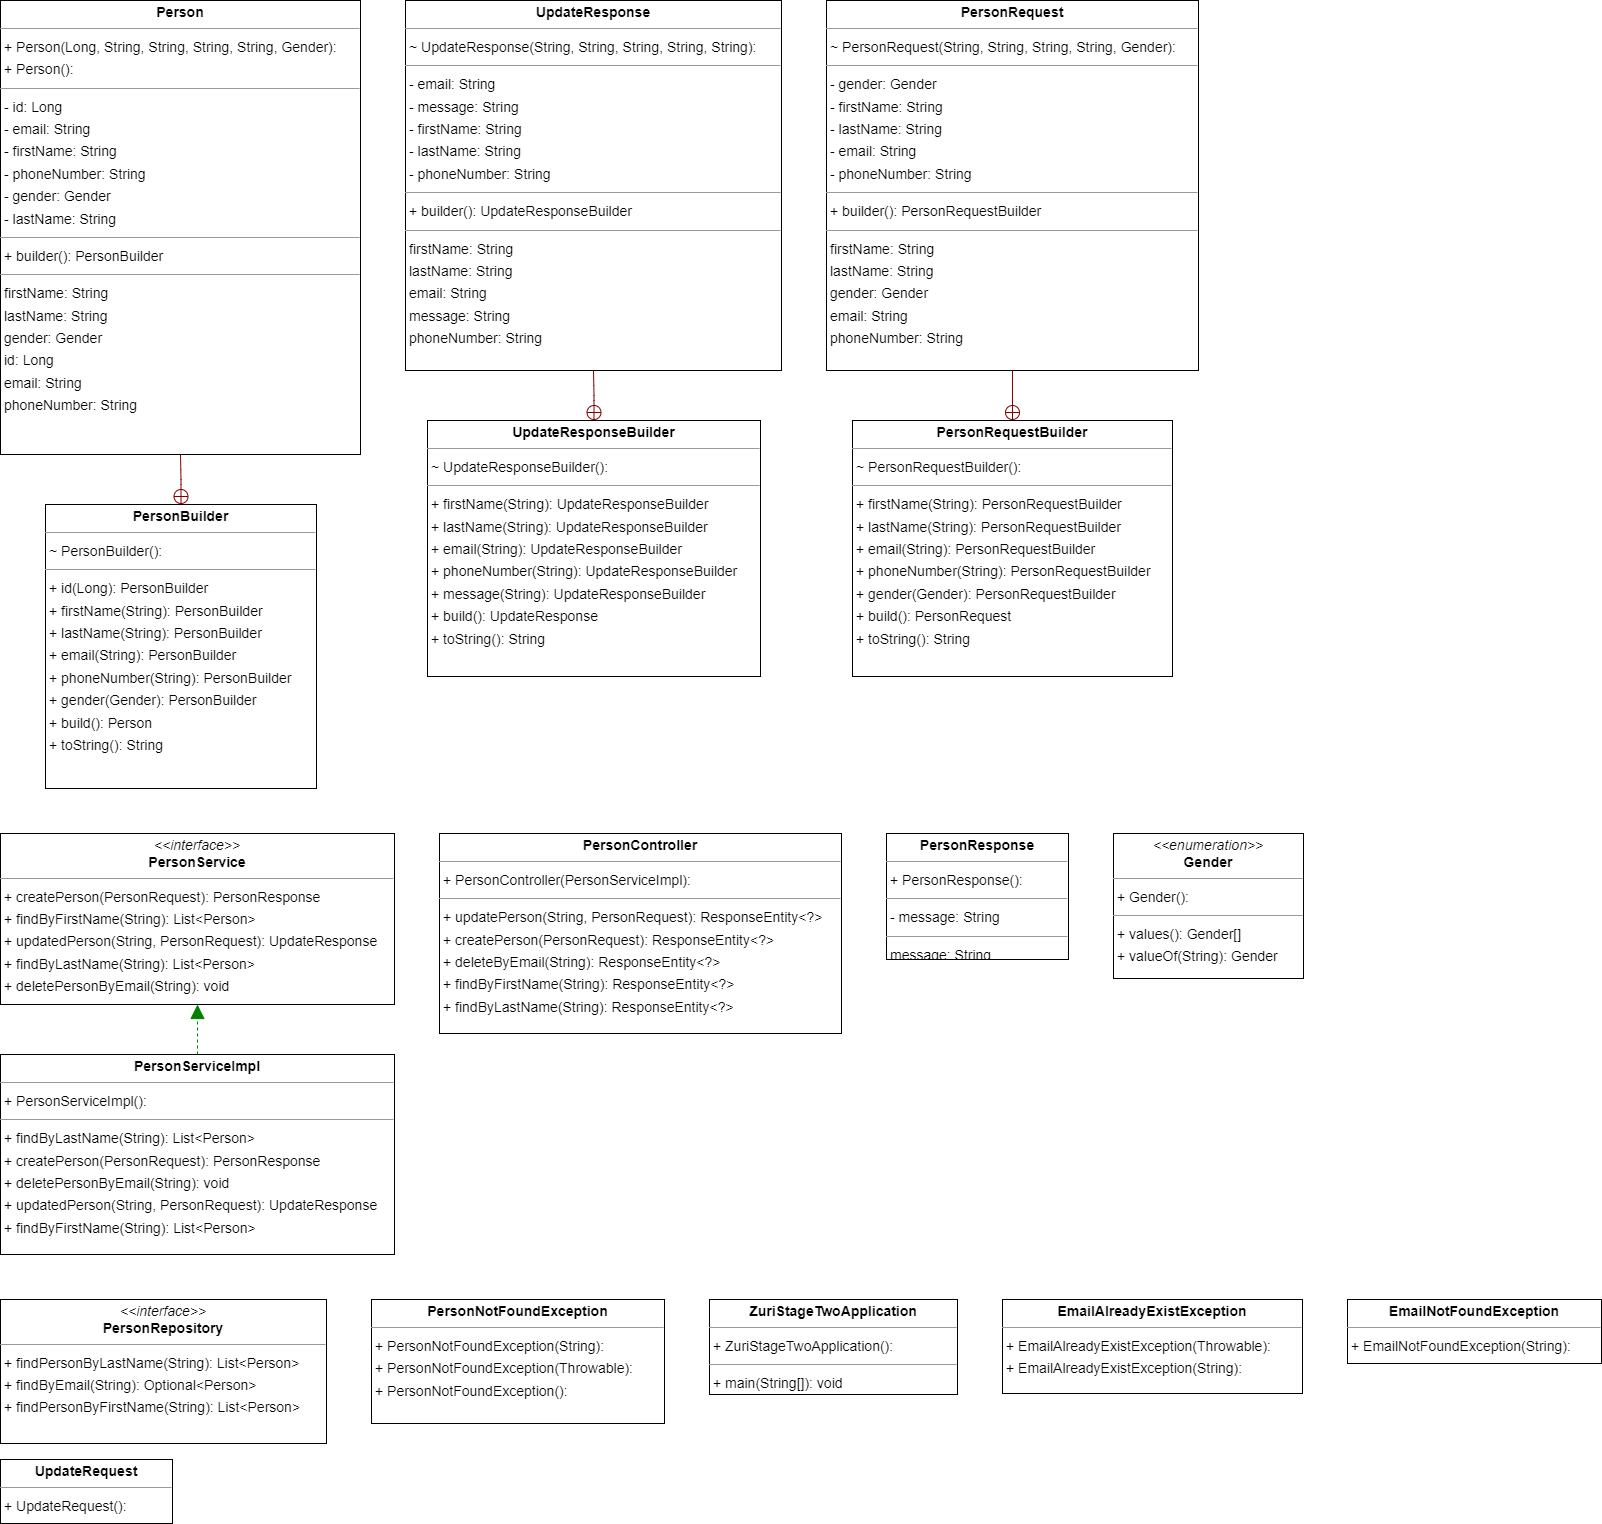 Person
+ Person(Long, String, String, String, String, Gender):
+ Person():
- id: Long
- email: String
- firstName: String
- phoneNumber: String
- gender: Gender
- lastName: String
+ builder(): PersonBuilder
firstName: String
lastName: String
gender: Gender
id: Long
email: String
phoneNumber: String
UpdateResponse
~ UpdateResponse(String, String, String, String, String):
- email: String
- message: String
- firstName: String
- lastName: String
- phoneNumber: String
+ builder(): UpdateResponseBuilder
firstName: String
lastName: String
email: String
message: String
phoneNumber: String
PersonRequest
~ PersonRequest(String, String, String, String, Gender):
- gender: Gender
- firstName: String
- lastName: String
- email: String
- phoneNumber: String
+ builder(): PersonRequestBuilder
firstName: String
lastName: String
gender: Gender
email: String
phoneNumber: String
PersonBuilder
~ PersonBuilder():
+ id(Long): PersonBuilder
+ firstName(String): PersonBuilder
+ lastName(String): PersonBuilder
+ email(String): PersonBuilder
+ phoneNumber(String): PersonBuilder
+ gender(Gender): PersonBuilder
+ build(): Person
+ toString(): String
UpdateResponseBuilder
~ UpdateResponseBuilder():
+ firstName(String): UpdateResponseBuilder
+ lastName(String): UpdateResponseBuilder
+ email(String): UpdateResponseBuilder
+ phoneNumber(String): UpdateResponseBuilder
+ message(String): UpdateResponseBuilder
+ build(): UpdateResponse
+ toString(): String
PersonRequestBuilder
~ PersonRequestBuilder():
+ firstName(String): PersonRequestBuilder
+ lastName(String): PersonRequestBuilder
+ email(String): PersonRequestBuilder
+ phoneNumber(String): PersonRequestBuilder
+ gender(Gender): PersonRequestBuilder
+ build(): PersonRequest
+ toString(): String
<<interface>>
PersonService
+ createPerson(PersonRequest): PersonResponse
+ findByFirstName(String): List<Person>
+ updatedPerson(String, PersonRequest): UpdateResponse
+ findByLastName(String): List<Person>
+ deletePersonByEmail(String): void
PersonController
+ PersonController(PersonServiceImpl):
+ updatePerson(String, PersonRequest): ResponseEntity<?>
+ createPerson(PersonRequest): ResponseEntity<?>
+ deleteByEmail(String): ResponseEntity<?>
+ findByFirstName(String): ResponseEntity<?>
+ findByLastName(String): ResponseEntity<?>
PersonResponse
+ PersonResponse():
- message: String
message: String
<<enumeration>>
Gender
+ Gender():
+ values(): Gender[]
+ valueOf(String): Gender
PersonServiceImpl
+ PersonServiceImpl():
+ findByLastName(String): List<Person>
+ createPerson(PersonRequest): PersonResponse
+ deletePersonByEmail(String): void
+ updatedPerson(String, PersonRequest): UpdateResponse
+ findByFirstName(String): List<Person>
<<interface>>
PersonRepository
+ findPersonByLastName(String): List<Person>
+ findByEmail(String): Optional<Person>
+ findPersonByFirstName(String): List<Person>
PersonNotFoundException
+ PersonNotFoundException(String):
+ PersonNotFoundException(Throwable):
+ PersonNotFoundException():
ZuriStageTwoApplication
+ ZuriStageTwoApplication():
+ main(String[]): void
EmailAlreadyExistException
+ EmailAlreadyExistException(Throwable):
+ EmailAlreadyExistException(String):
EmailNotFoundException
+ EmailNotFoundException(String):
UpdateRequest
+ UpdateRequest():